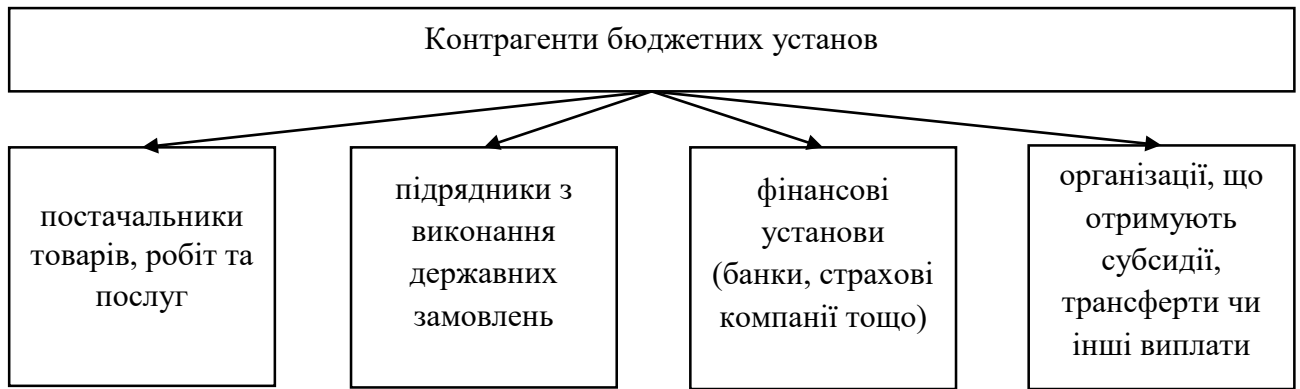 Контрагенти бюджетних установ
постачальники
товарів, робіт та
послуг
підрядники з
виконання
державних
замовлень
фінансові
установи
(банки, страхові
компанії тощо)
організації, що
отримують
субсидії,
трансферти чи
інші виплати